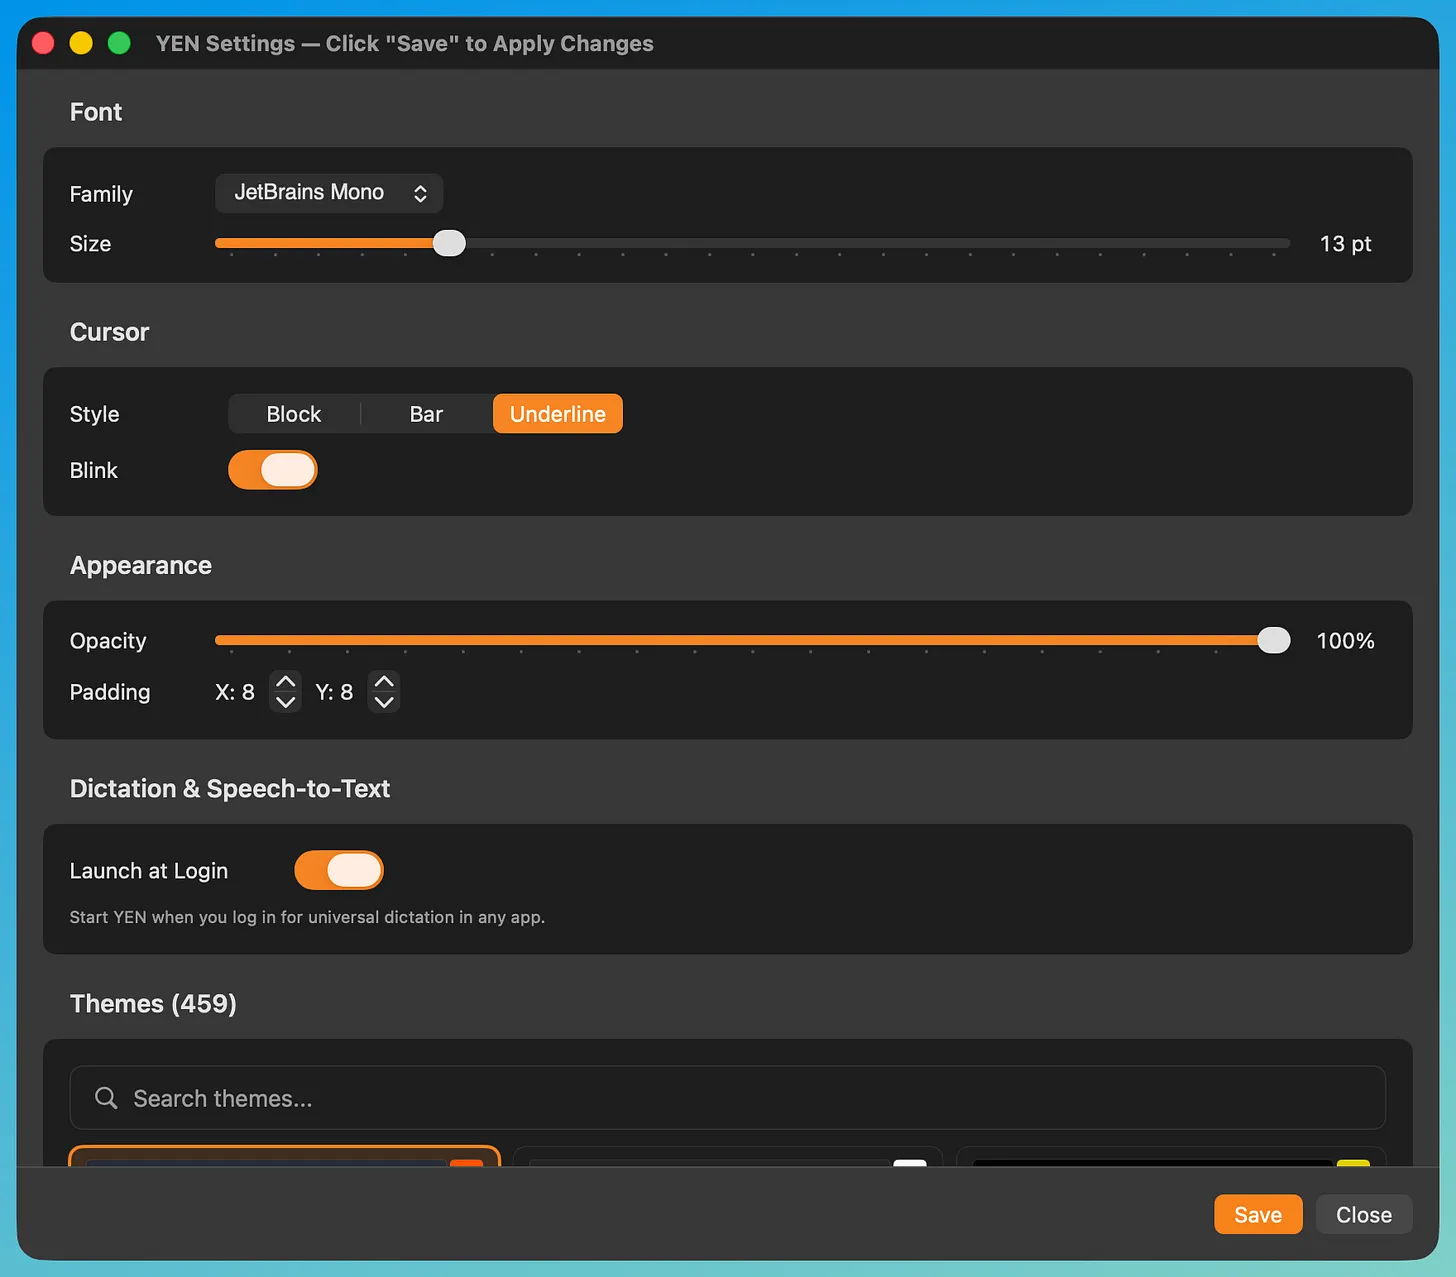 YEN Settings — Click "Save" to Apply Changes
Font
Family JetBrains Mono
Size 13 pt
Cursor
Style Block Bar Underline
Blink
Appearance
Opacity 100%
Padding X: 8 Y: 8
Dictation & Speech-to-Text
Launch at Login
Start YEN when you log in for universal dictation in any app.
Themes (459)
Search themes...
Save Close